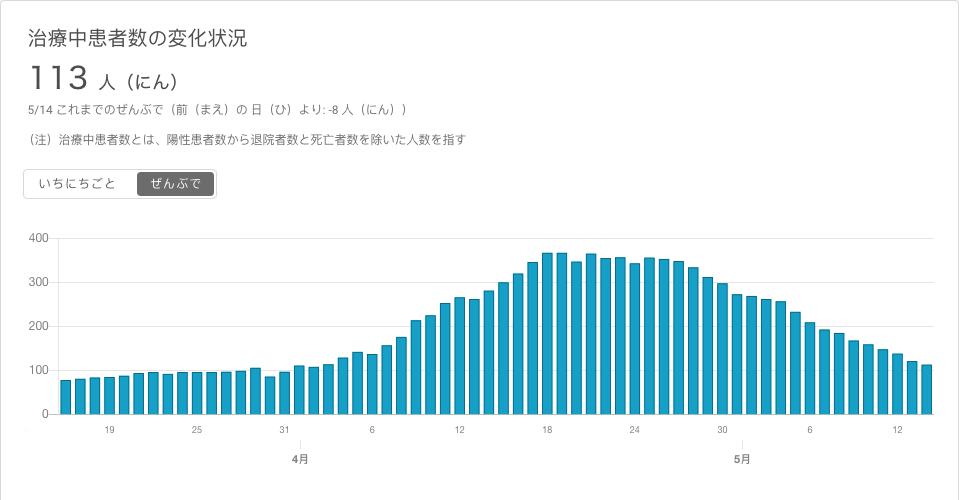 治療中患者数の変化状況
113 人（にん）
5/14 これまでのぜんぶで（前（まえ）の 日（ひ）より: -8 人（にん））
（注）治療中患者数とは、陽性患者数から退院者数と死亡者数を除いた人数を指す
いちにちごと ぜんぶで
400
300
200
100
0
19 25 31 6 12 18 24 30 6 12
4月 5月